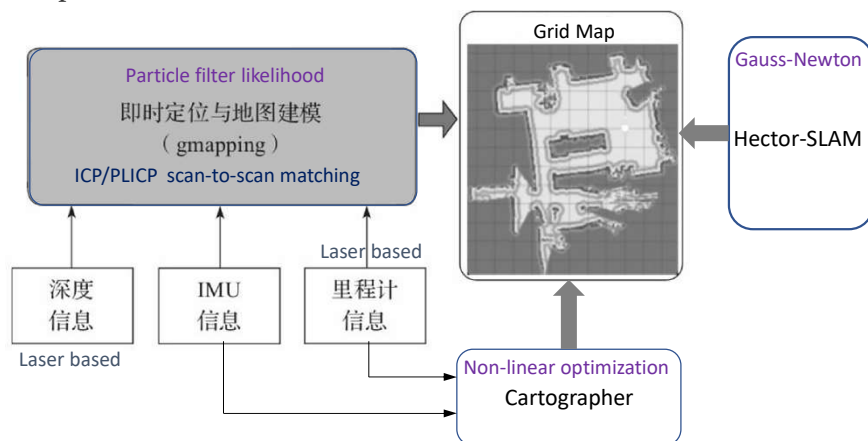 Grid Map
Particle filter likelihood
即时定位与地图建模
（gmapping）
ICP/PLICP scan-to-scan matching
Gauss-Newton
Hector-SLAM
Laser based
深度
信息
IMU
信息
里程计
信息
Laser based
Non-linear optimization
Cartographer